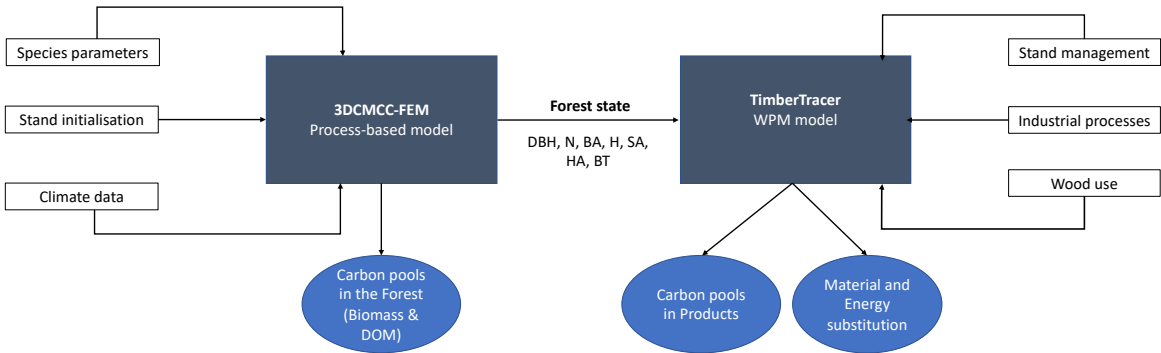 Species parameters
Stand initialisation
Climate data
3DCMCC-FEM
Process-based model
Forest state
DBH, N, BA, H, SA,
HA, BT
TimberTracer
WPM model
Stand management
Industrial processes
Wood use
Carbon pools
in the Forest
(Biomass &
DOM)
Carbon pools
in Products
Material and
Energy
substitution